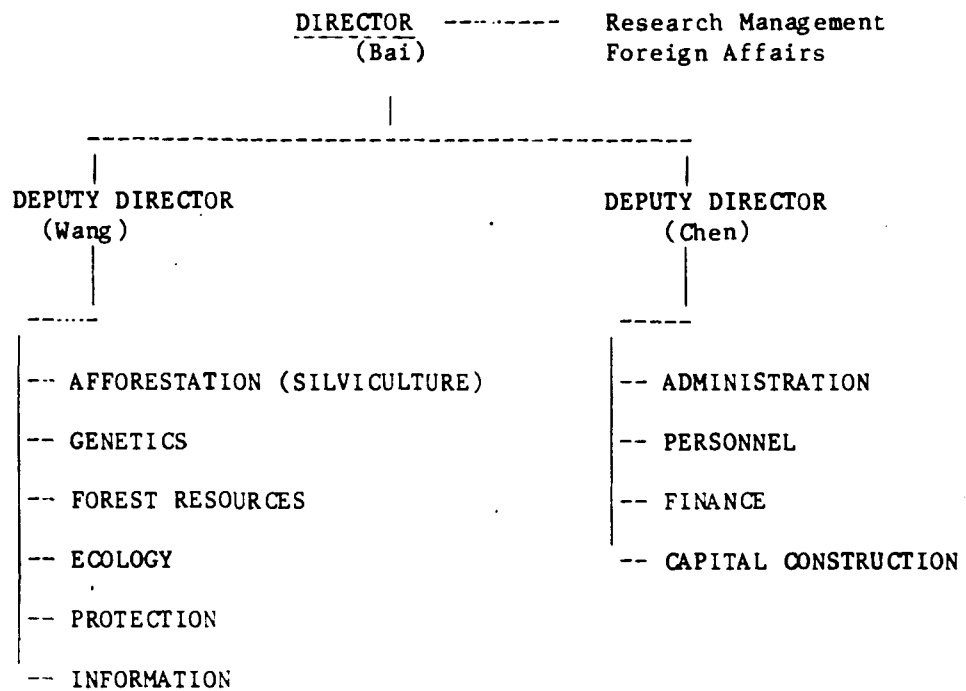 DIRECTOR Research Management
(Bai) Foreign Affairs
DEPUTY DIRECTOR DEPUTY DIRECTOR
(Wang) (Chen)
-- AFFORESTATION (SILVICULTURE) -- ADMINISTRATION
-- GENETICS -- PERSONNEL
-- FOREST RESOURCES -- FINANCE
-- ECOLOGY -- CAPITAL CONSTRUCTION
-- PROTECTION
-- INFORMATION